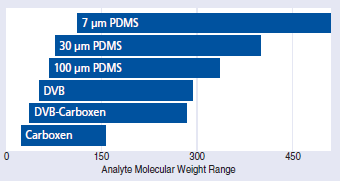 7 μm PDMS
30 μm PDMS
100 μm PDMS
DVB
DVB-Carboxen
Carboxen
0 150 300 450
Analyte Molecular Weight Range